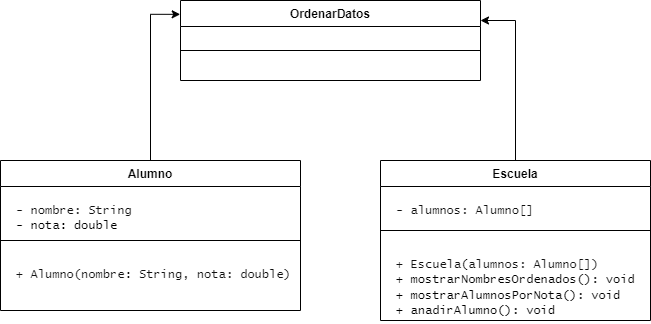 OrdenarDatos
Alumno
- nombre: String
- nota: double
+ Alumno(nombre: String, nota: double)
Escuela
- alumnos: Alumno[]
+ Escuela(alumnos: Alumno[])
+ mostrarNombresOrdenados(): void
+ mostrarAlumnosPorNota(): void
+ anadirAlumno(): void